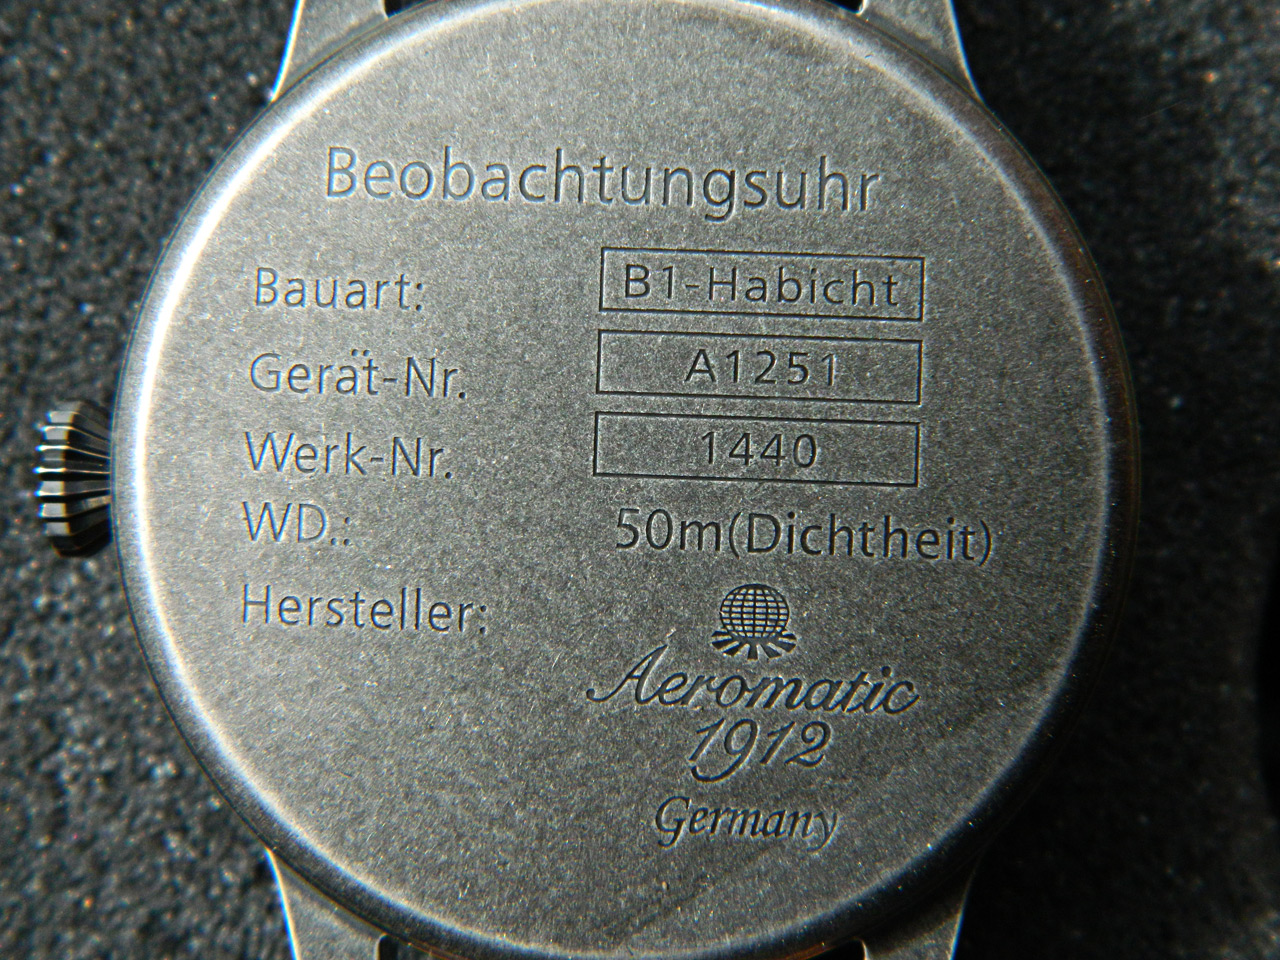 Beobachtungsuhr
Bauart: B1-Habicht
Gerät-Nr. A1251
Werk-Nr. 1440
WD.: 50m(Dichtheit)
Hersteller:
Aeromatic
1912
Germany